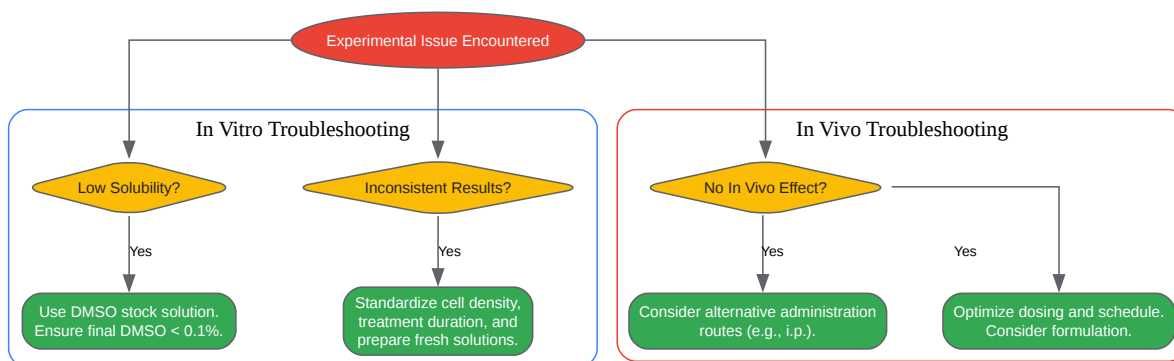 Experimental Issue Encountered
In Vitro Troubleshooting
In Vivo Troubleshooting
Low Solubility?
Inconsistent Results?
No In Vivo Effect?
Yes
Yes
Yes
Yes
Use DMSO stock solution.
Ensure final DMSO < 0.1%.
Standardize cell density,
treatment duration, and
prepare fresh solutions.
Consider alternative administration
routes (e.g., i.p.).
Optimize dosing and schedule.
Consider formulation.